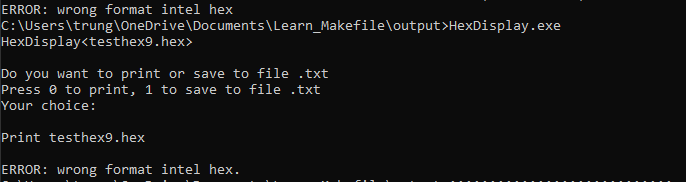 ERROR: wrong format intel hex
C:\Users\trung\OneDrive\Documents\Learn_Makefile\output>HexDisplay.exe
HexDisplay<testhex9.hex>
Do you want to print or save to file .txt
Press 0 to print, 1 to save to file .txt
Your choice:
Print testhex9.hex
ERROR: wrong format intel hex.